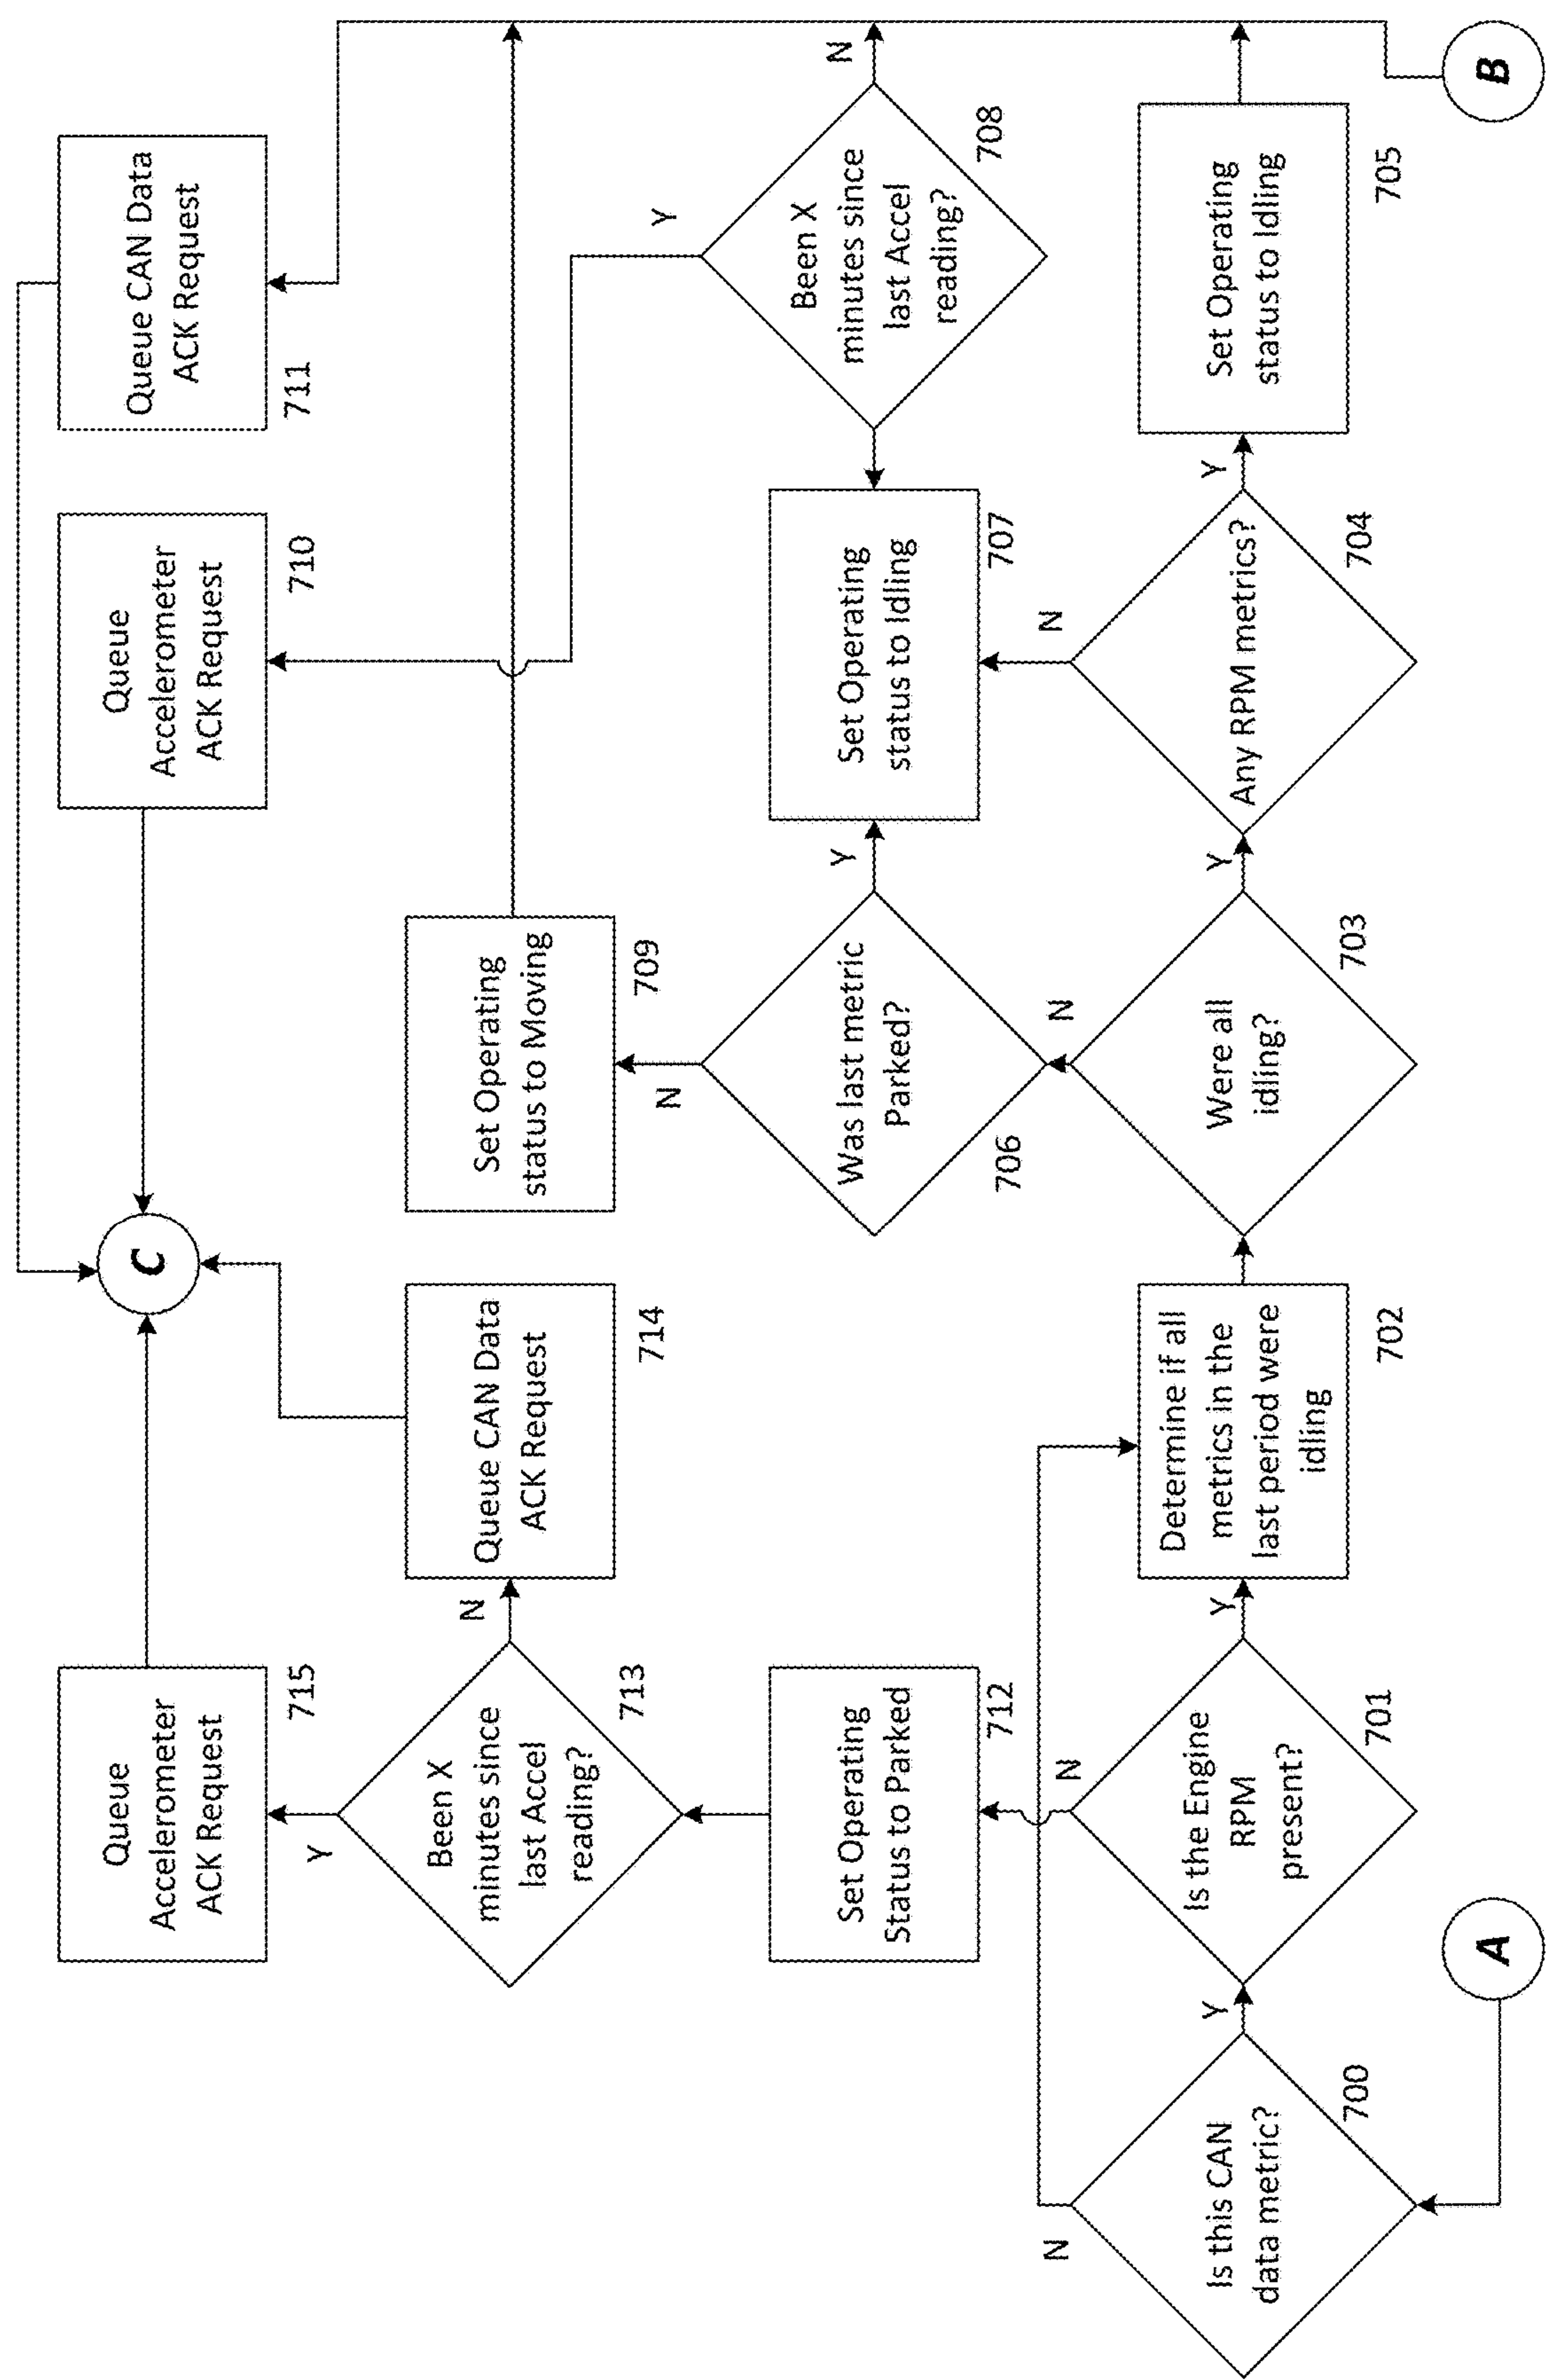 Queue
Accelerometer
ACK Request
715
C
Queue
Accelerometer
ACK Request
710
Queue CAN Data
ACK Request
711
Y
Been X
minutes since
last Accel
reading?
713
N
Queue CAN Data
ACK Request
714
Set Operating
status to Moving
709
N
Y
Set Operating
Status to Parked
712
Was last metric
Parked?
706
Y
Set Operating
status to Idling
707
Been X
minutes since
last Accel
reading?
708
N
N
N
N
N
Is this CAN
data metric?
700
Y
Is the Engine
RPM
present?
701
Y
Determine if all
metrics in the
last period were
idling
702
Were all
idling?
703
Y
Any RPM metrics?
704
Y
Set Operating
status to Idling
705
A
B